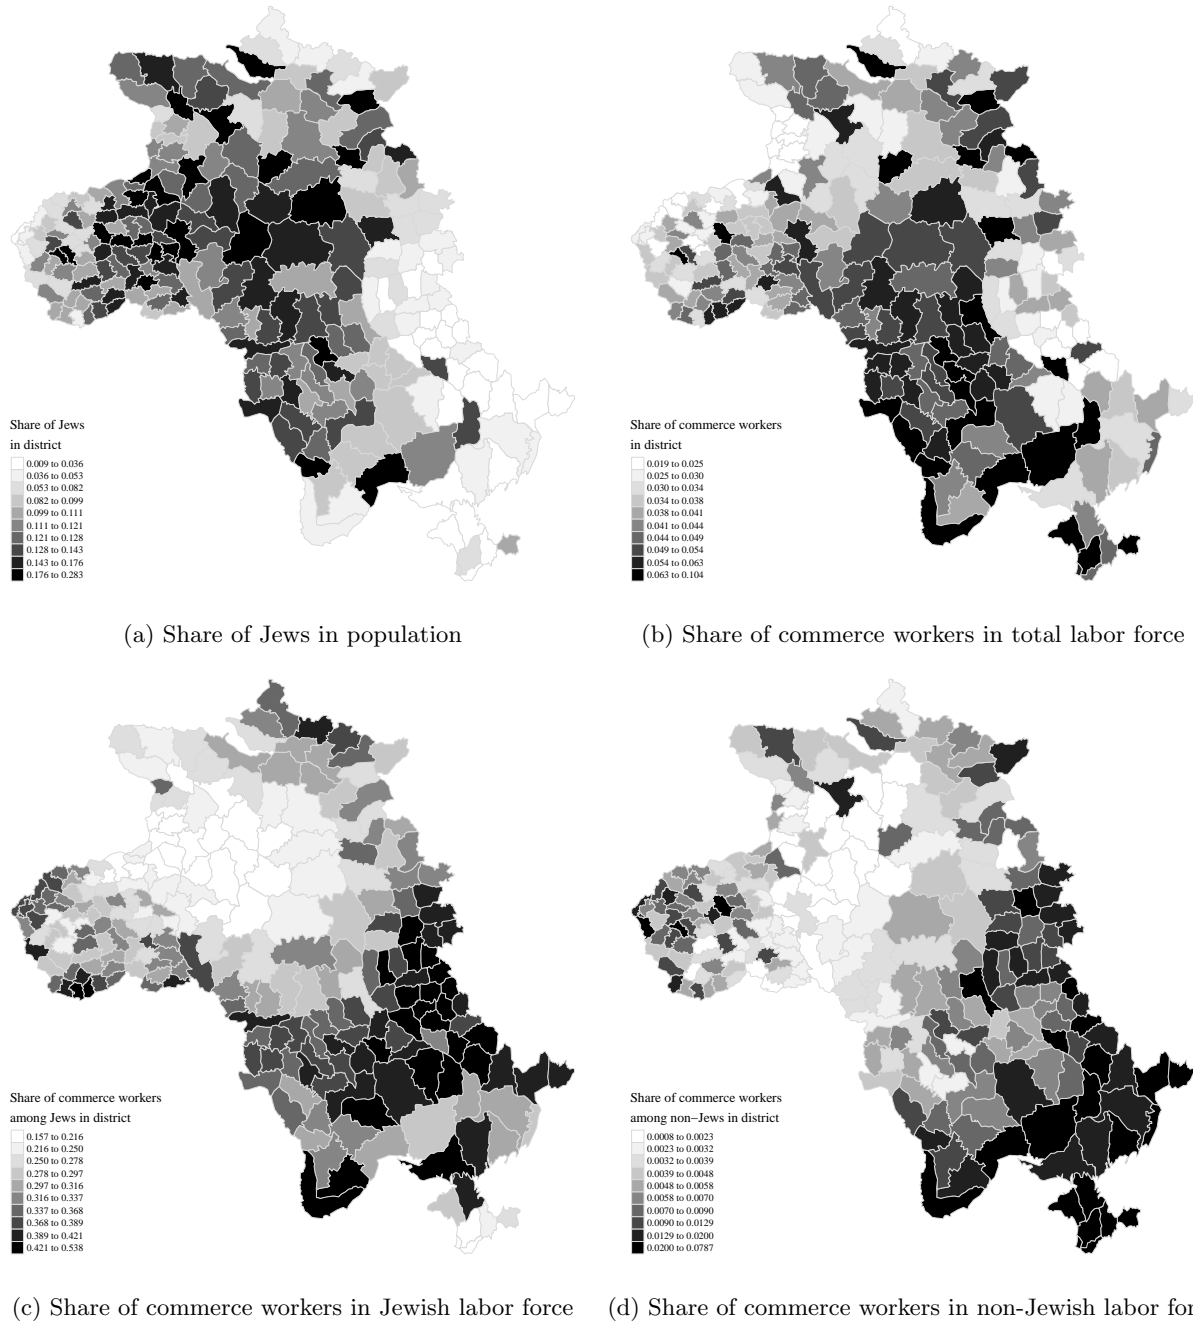 Share of Jews
in district
0.009 to 0.036
0.036 to 0.053
0.053 to 0.082
0.082 to 0.099
0.099 to 0.111
0.111 to 0.121
0.121 to 0.128
0.128 to 0.143
0.143 to 0.176
0.176 to 0.283
(a) Share of Jews in population
Share of commerce workers
in district
0.019 to 0.025
0.025 to 0.030
0.030 to 0.034
0.034 to 0.038
0.038 to 0.041
0.041 to 0.044
0.044 to 0.049
0.049 to 0.054
0.054 to 0.063
0.063 to 0.104
(b) Share of commerce workers in total labor force
Share of commerce workers
among Jews in district
0.157 to 0.216
0.216 to 0.250
0.250 to 0.278
0.278 to 0.297
0.297 to 0.316
0.316 to 0.337
0.337 to 0.368
0.368 to 0.389
0.389 to 0.421
0.421 to 0.538
(c) Share of commerce workers in Jewish labor force
Share of commerce workers
among non−Jews in district
0.0008 to 0.0023
0.0023 to 0.0032
0.0032 to 0.0039
0.0039 to 0.0048
0.0048 to 0.0058
0.0058 to 0.0070
0.0070 to 0.0090
0.0090 to 0.0129
0.0129 to 0.0200
0.0200 to 0.0787
(d) Share of commerce workers in non-Jewish labor for